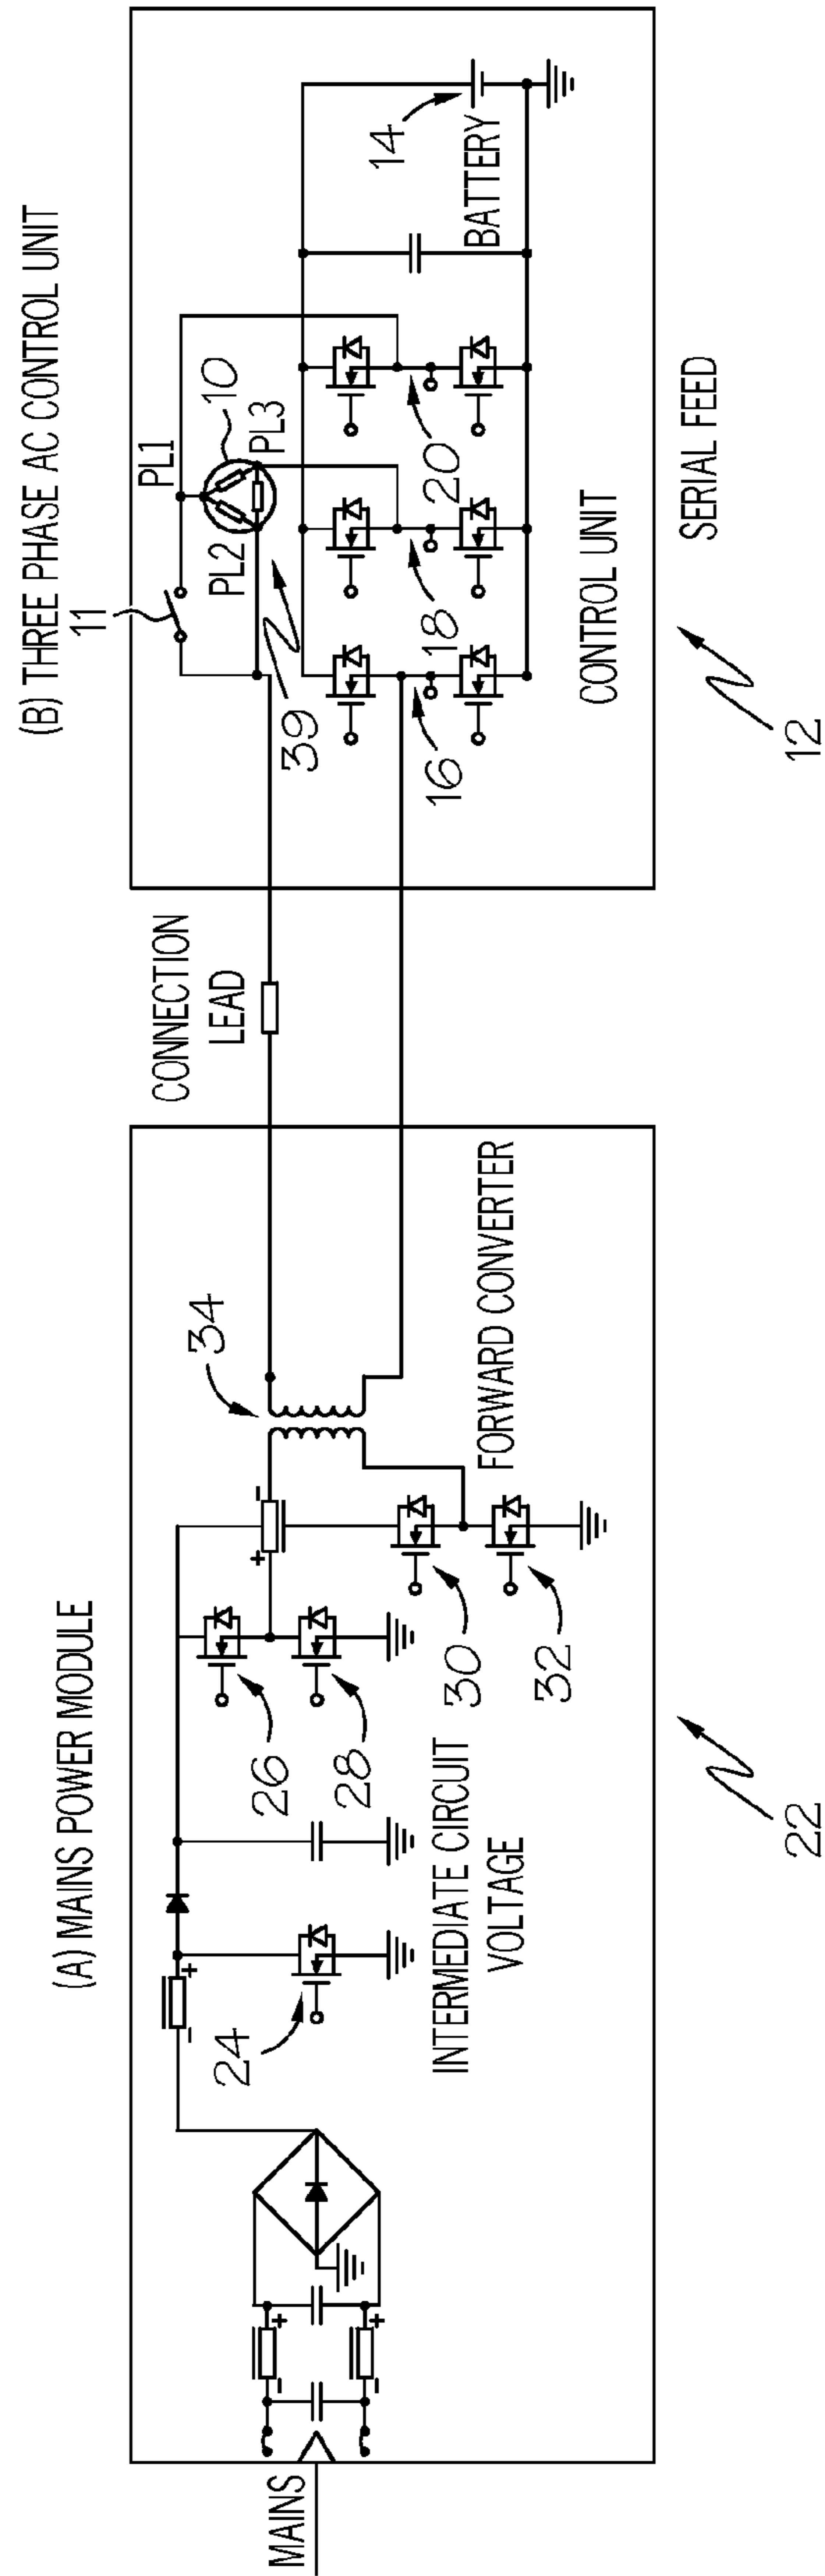 (A) MAINS POWER MODULE
MAINS
-
+
-
+
-
+
24
INTERMEDIATE CIRCUIT
VOLTAGE
26
28
+
-
30
32
34
FORWARD CONVERTER
22
CONNECTION
LEAD
(B) THREE PHASE AC CONTROL UNIT
11
PL1
PL2
10
PL3
39
16
18
20
14
BATTERY
CONTROL UNIT
SERIAL FEED
12